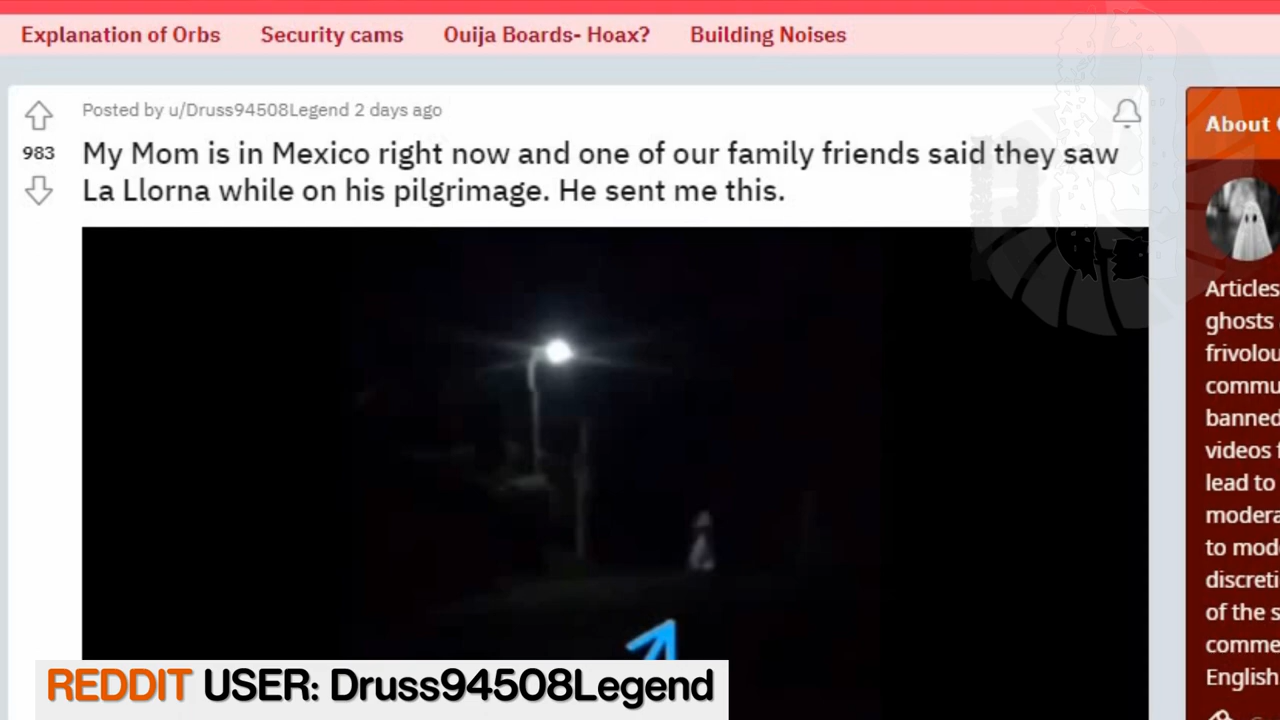 Explanation of Orbs Security cams Ouija Boards- Hoax? Building Noises
Posted by u/Druss94508Legend 2 days ago
983
My Mom is in Mexico right now and one of our family friends said they saw
La Llorna while on his pilgrimage. He sent me this.
About
Articles
ghosts
frivolou
commu
banned
videos f
lead to
modera
to mod
discreti
of the s
comme
English
REDDIT USER: Druss94508Legend